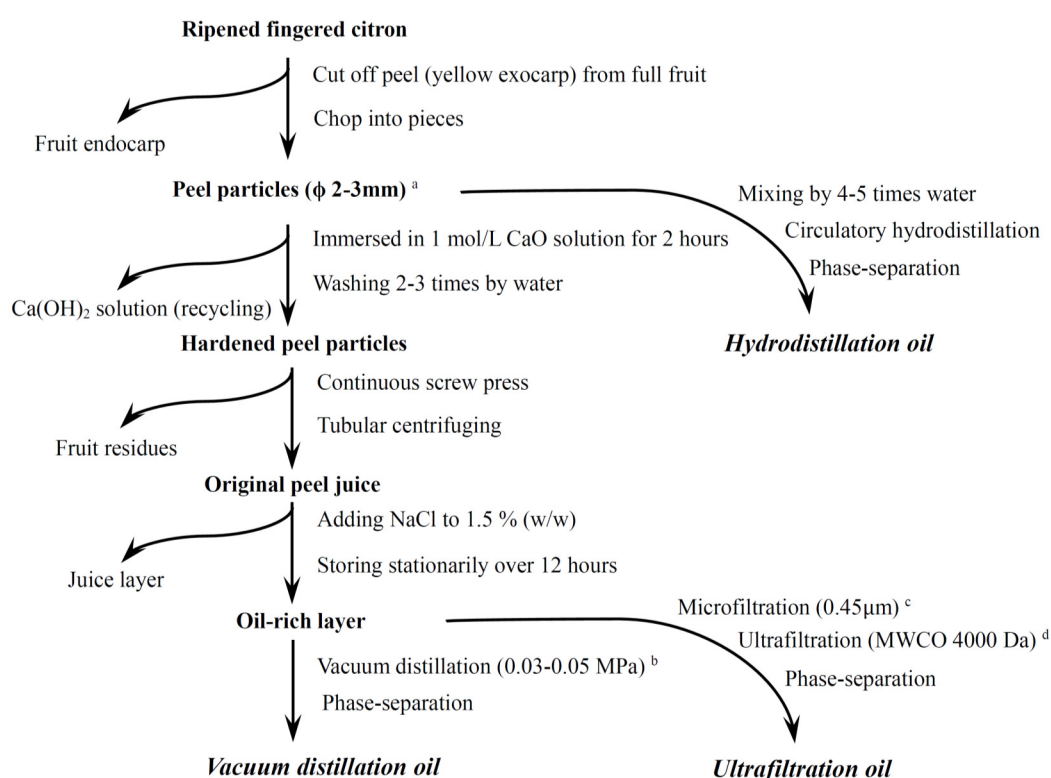 Ripened fingered citron
Cut off peel (yellow exocarp) from full fruit
Chop into pieces
Fruit endocarp
Peel particles (ϕ 2-3mm) a
Mixing by 4-5 times water
Circulatory hydrodistillation
Phase-separation
Hydrodistillation oil
Immersed in 1 mol/L CaO solution for 2 hours
Washing 2-3 times by water
Ca(OH)2 solution (recycling)
Hardened peel particles
Continuous screw press
Tubular centrifuging
Fruit residues
Original peel juice
Adding NaCl to 1.5 % (w/w)
Storing stationarily over 12 hours
Juice layer
Oil-rich layer
Microfiltration (0.45μm) c
Ultrafiltration (MWCO 4000 Da) d
Phase-separation
Ultrafiltration oil
Vacuum distillation (0.03-0.05 MPa) b
Phase-separation
Vacuum distillation oil